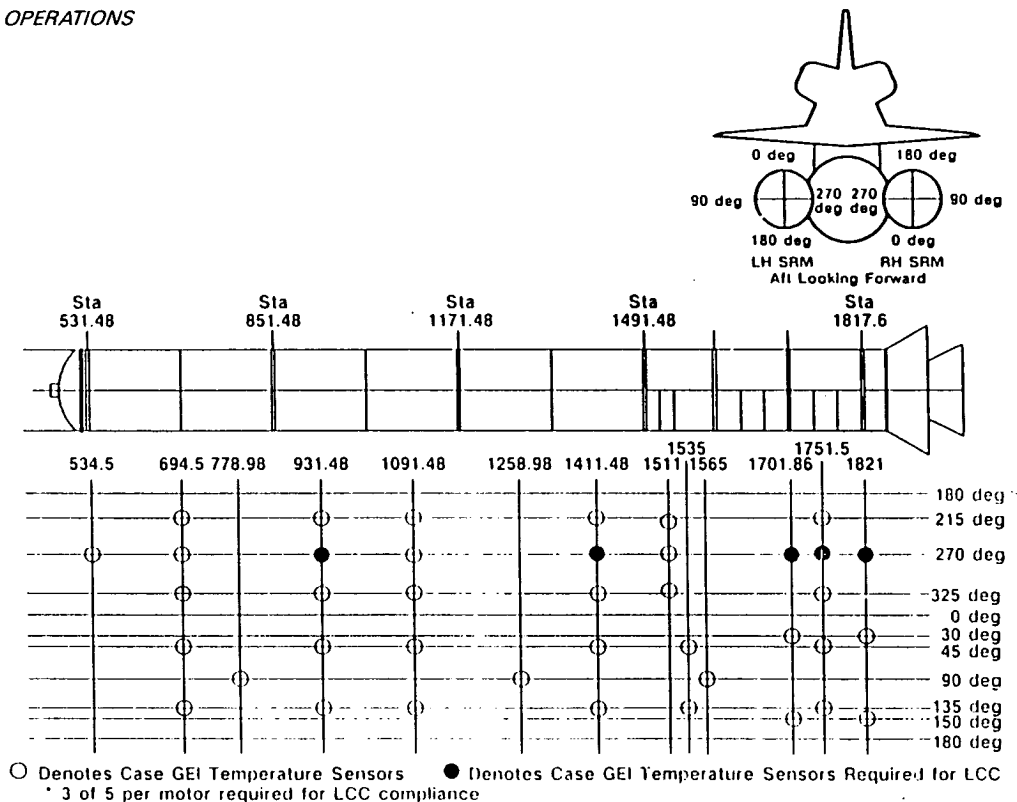 OPERATIONS
0 deg 180 deg
90 deg 270 deg 270 deg 90 deg
180 deg 0 deg
LH SRM RH SRM
Aft Looking Forward
Sta 531.48 Sta 851.48 Sta 1171.48 Sta 1491.48 Sta 1817.6
1535 1751.5
534.5 694.5 778.98 931.48 1091.48 1258.98 1411.48 1511 1565 1701.86 1821
180 deg
215 deg
270 deg
325 deg
0 deg
30 deg
45 deg
90 deg
135 deg
150 deg
180 deg
Denotes Case GEI Temperature Sensors Denotes Case GEI Temperature Sensors Required for LCC
* 3 of 5 per motor required for LCC compliance